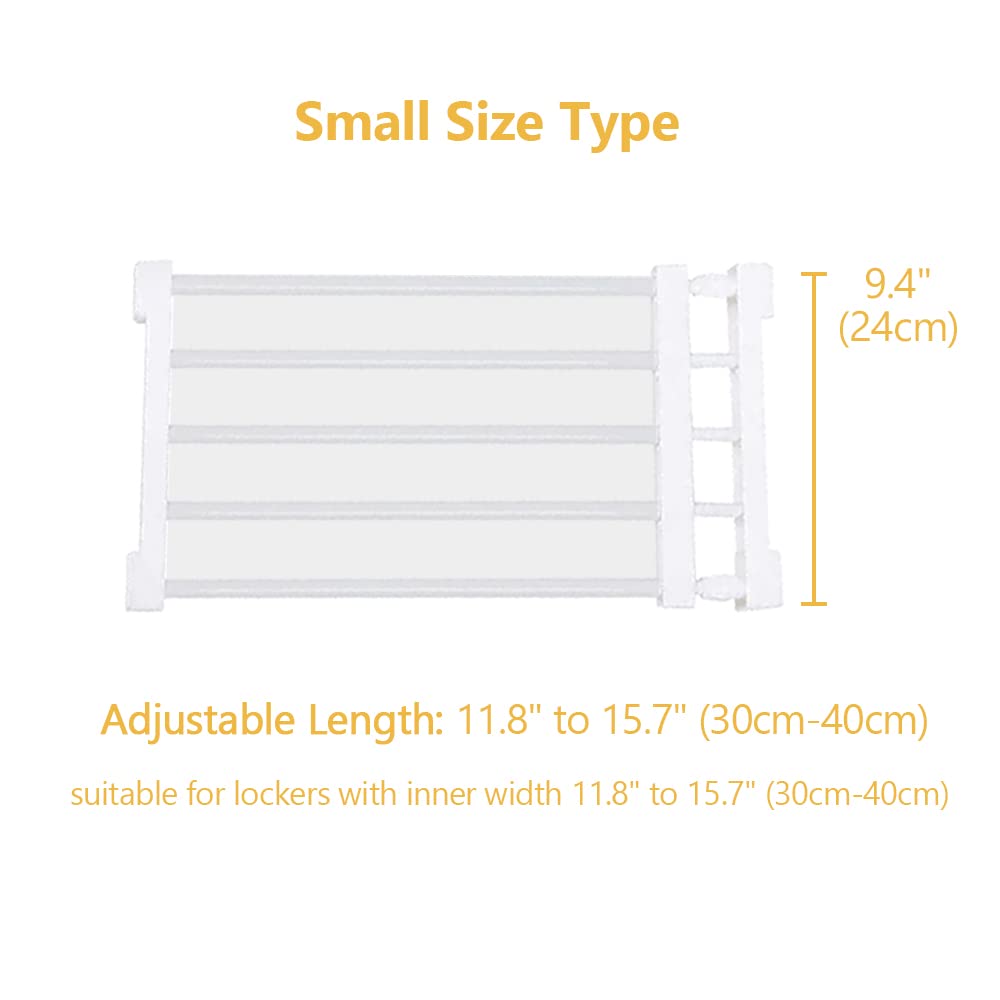 Small Size Type
9.4"
(24cm)
Adjustable Length: 11.8" to 15.7" (30cm-40cm)
suitable for lockers with inner width 11.8" to 15.7" (30cm-40cm)